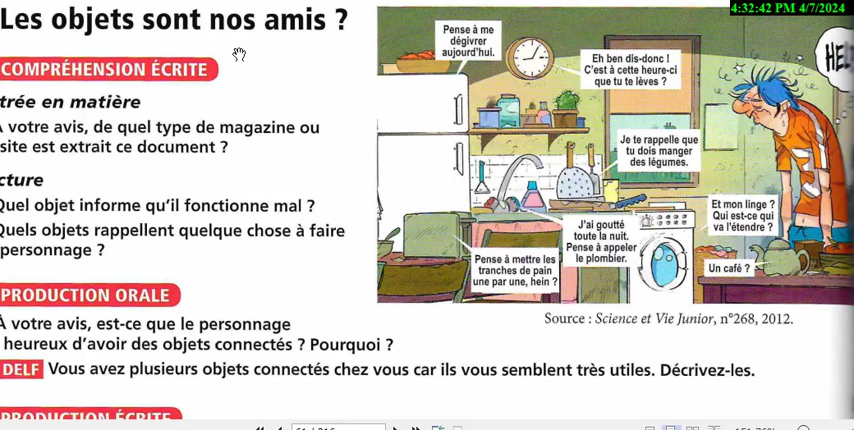 4:32:42 PM 4/7/2024
Les objets sont nos amis ?
COMPRÉHENSION ÉCRITE
trée en matière
À votre avis, de quel type de magazine ou
site est extrait ce document ?
cture
Quel objet informe qu'il fonctionne mal ?
Quels objets rappellent quelque chose à faire
personnage ?
PRODUCTION ORALE
À votre avis, est-ce que le personnage
heureux d'avoir des objets connectés ? Pourquoi ?
DELF Vous avez plusieurs objets connectés chez vous car ils vous semblent très utiles. Décrivez-les.
PRODUCTION ÉCRITE
Pense à me
dégivrer
aujourd'hui.
Eh ben dis-donc !
C'est à cette heure-ci
que tu te lèves ?
Je te rappelle que
tu dois manger
des légumes.
Et mon linge ?
Qui est-ce qui
va l'étendre ?
J'ai goutté
toute la nuit.
Pense à appeler
le plombier.
Pense à mettre les
tranches de pain
une par une, hein ?
Un café ?
Source : Science et Vie Junior, n°268, 2012.